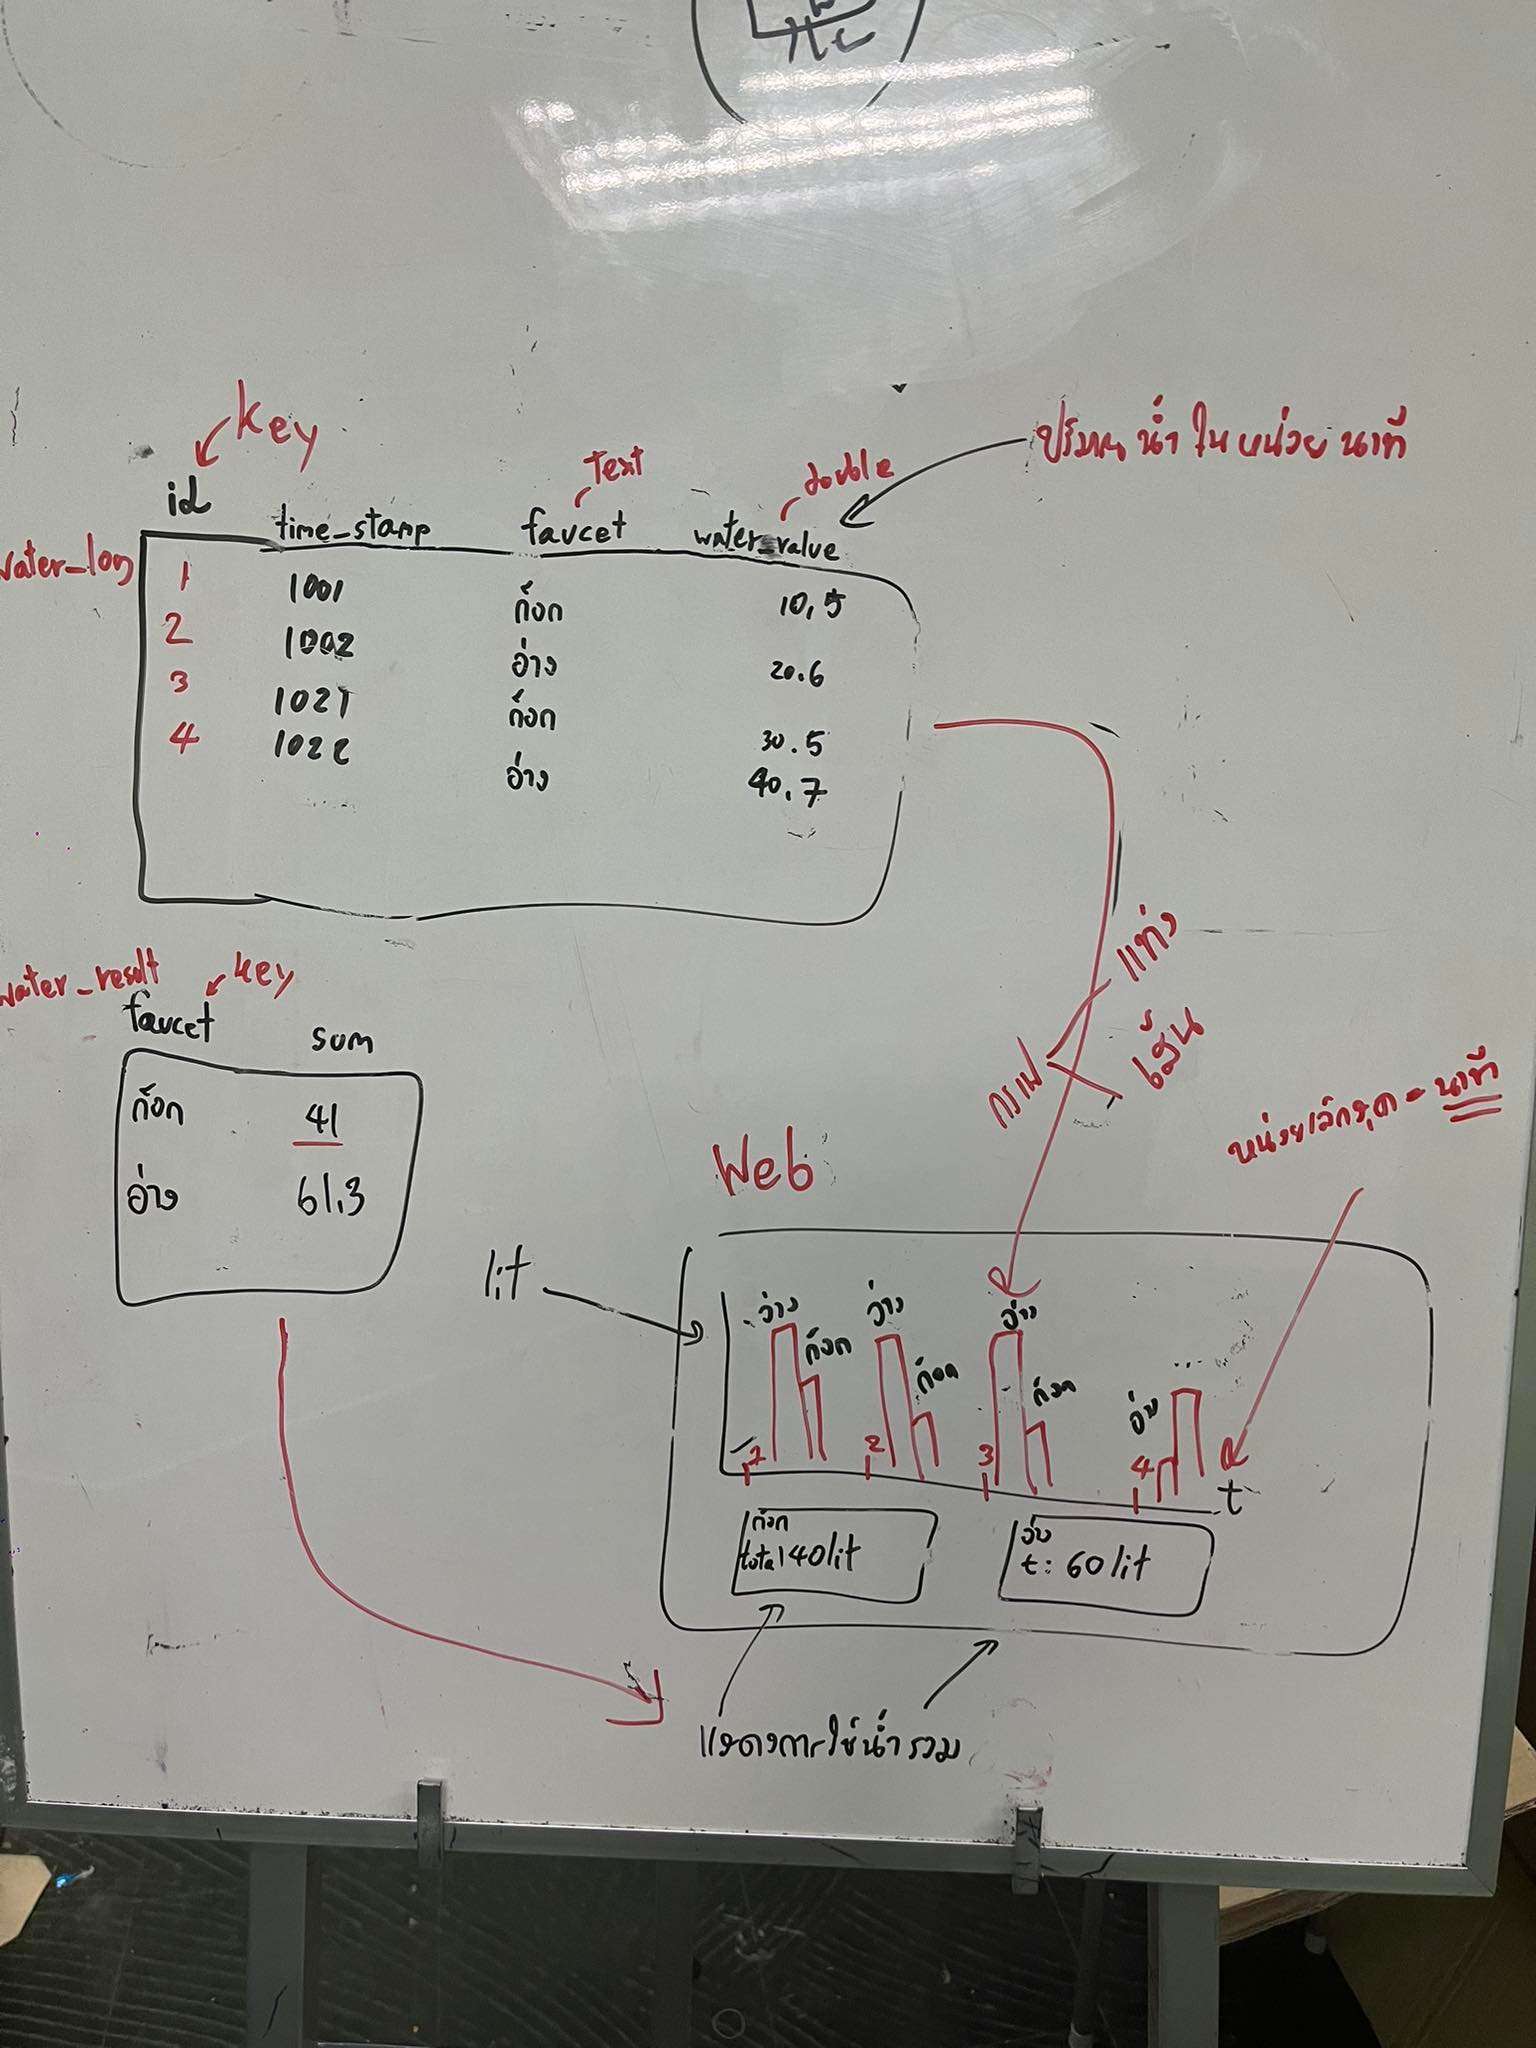 key
id
text
double
ปริมาณ น้ำ ใน หน่วย นาที
time_stamp faucet water_value
water_log
1 1001 ก๊อก 10.5
2 1002 อ่าง 20.6
3 1021 ก๊อก 30.5
4 1022 อ่าง 40.7
water_result
key
faucet sum
ก๊อก 41
อ่าง 61.3
กราฟ
แท่ง
เส้น
หน่วยเล็กสุด = นาที
Web
lit
อ่าง ก๊อก อ่าง ก๊อก อ่าง ก๊อก อ่าง ...
1 2 3 4 t
ก๊อก
total 40 lit
อ่าง
t: 60 lit
แสดงการใช้น้ำรวม